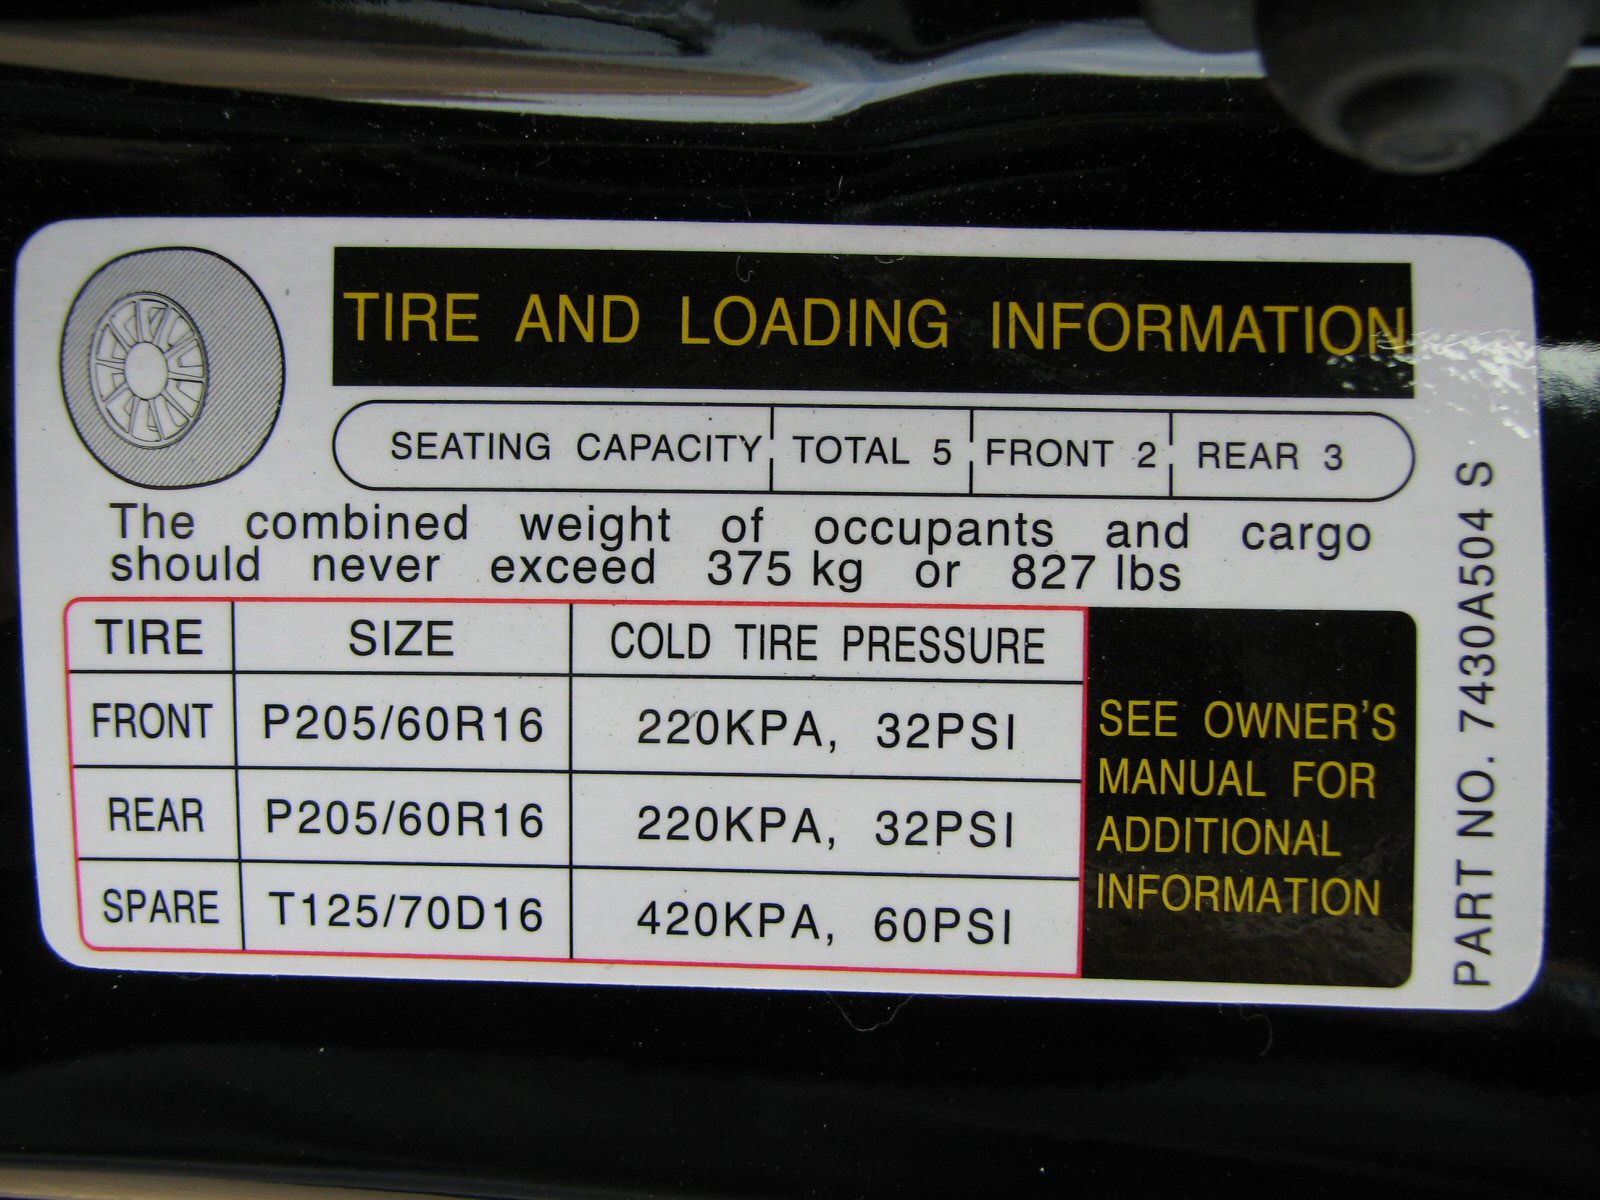 TIRE AND LOADING INFORMATION
SEATING CAPACITY TOTAL 5 FRONT 2 REAR 3
The combined weight of occupants and cargo
should never exceed 375 kg or 827 lbs
TIRE SIZE COLD TIRE PRESSURE
FRONT P205/60R16 220KPA, 32PSI
REAR P205/60R16 220KPA, 32PSI
SPARE T125/70D16 420KPA, 60PSI
SEE OWNER'S
MANUAL FOR
ADDITIONAL
INFORMATION
PART NO. 7430A504 S